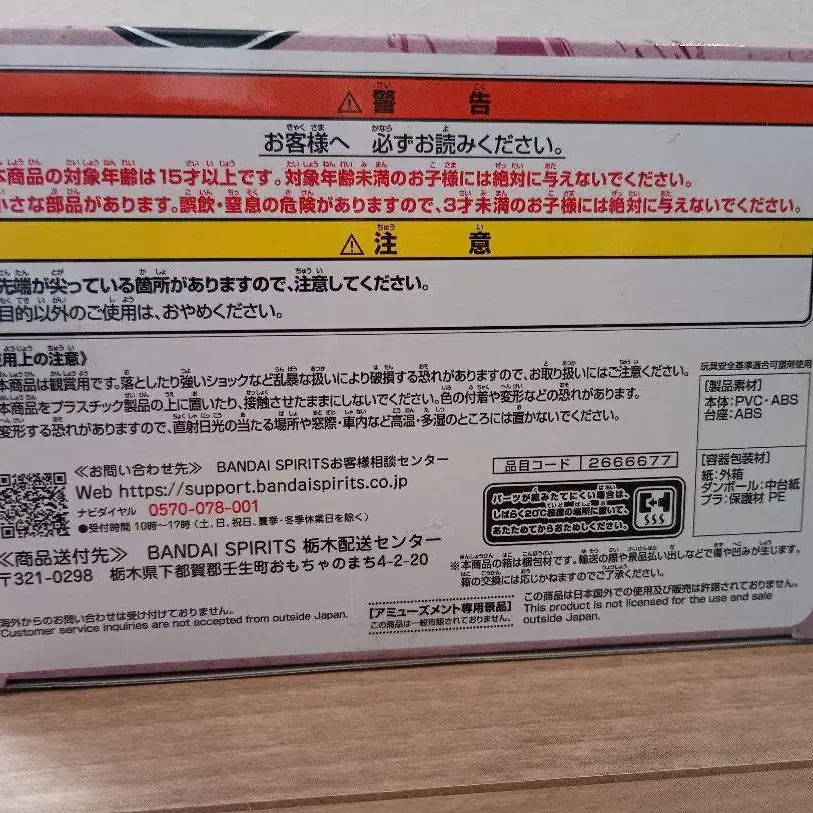 ⚠警告
お客様へ 必ずお読みください。
本商品の対象年齢は15才以上です。対象年齢未満のお子様には絶対に与えないでください。
小さな部品があります。誤飲・窒息の危険がありますので、3才未満のお子様には絶対に与えないでください。
⚠注意
先端が尖っている箇所がありますので、注意してください。
目的以外のご使用は、おやめください。
使用上の注意》
本商品は観賞用です。落としたり強いショックなど乱暴な扱いにより破損する恐れがありますので、お取り扱いにはご注意ください。
本商品をプラスチック製品の上に置いたり、接触させたままにしないでください。色の付着や変形などの恐れがあります。
変形する恐れがありますので、直射日光の当たる場所や窓際・車内など高温・多湿のところには置かないでください。
玩具安全基準適合可塑剤使用
[製品素材]
本体:PVC・ABS
台座:ABS
[容器包装材]
紙:外箱
ダンボール:中台紙
プラ:保護材 PE
≪お問い合わせ先≫ BANDAI SPIRITSお客様相談センター
Web https://support.bandaispirits.co.jp
ナビダイヤル 0570-078-001
●受付時間 10時〜17時(土、日、祝日、夏季・冬季休業日を除く)
品目コード 2666677
パーツが組みたてにくい場合は、
しばらく20℃程度の場所に置いて、
あたためてからおためしください。
≪商品送付先≫ BANDAI SPIRITS 栃木配送センター
〒321-0298 栃木県下都賀郡壬生町おもちゃのまち4-2-20
※本商品の箱は梱包材です。輸送の際や景品払い出しなどで傷や凹みが生じます。
箱の交換には応じかねますのでご了承ください。
海外からのお問い合わせは受け付けておりません。
Customer service inquiries are not accepted from outside Japan.
[アミューズメント専用景品]
この商品は一般市販されておりません。
この商品は日本国外での使用及び販売は許諾されておりません。
This product is not licensed for the use and sale
outside Japan.